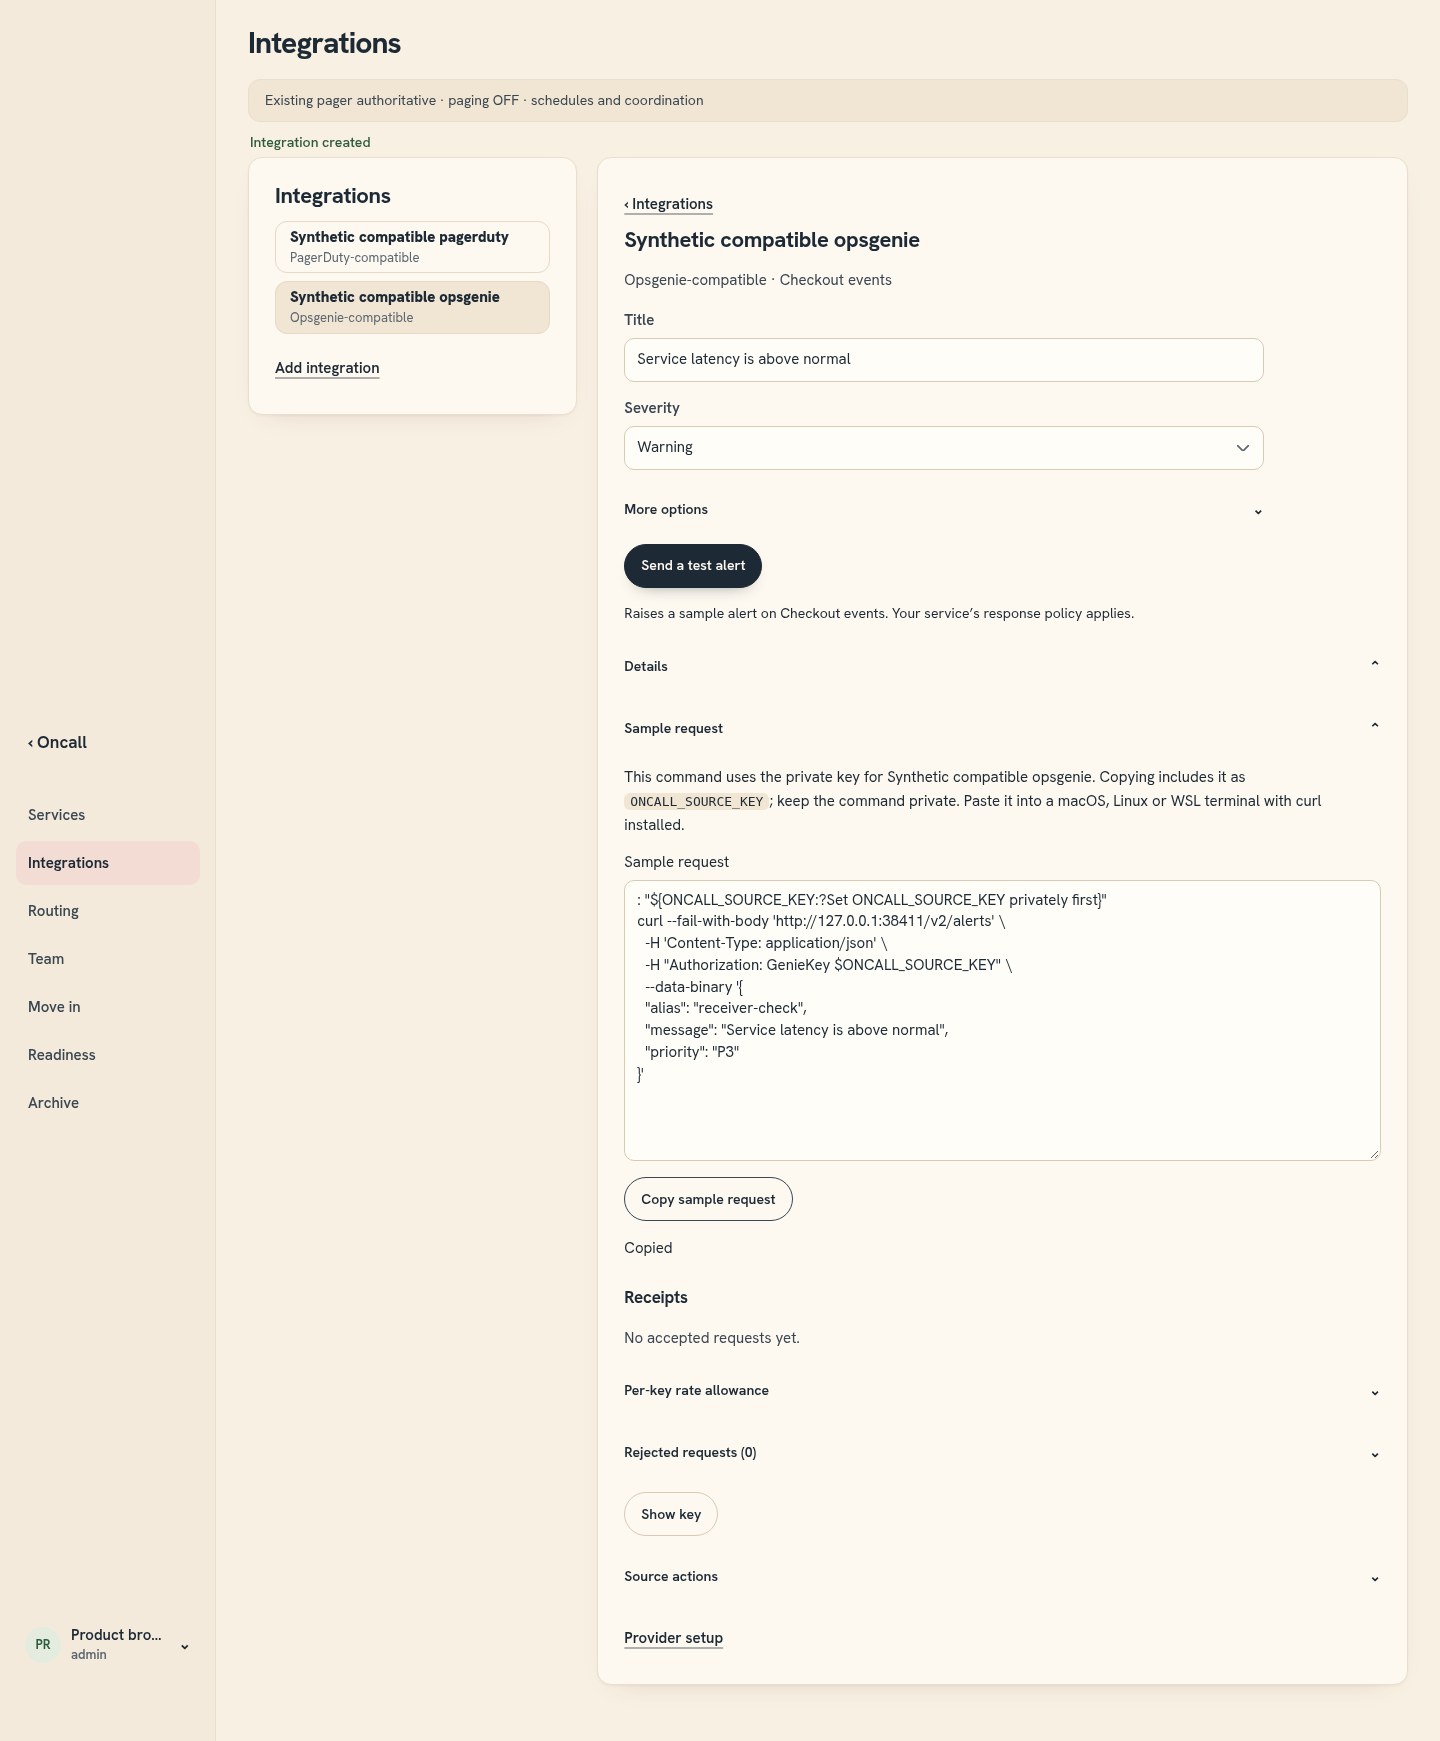 Integrations
Existing pager authoritative · paging OFF · schedules and coordination
Integration created
Integrations
Synthetic compatible pagerduty
PagerDuty-compatible
Synthetic compatible opsgenie
Opsgenie-compatible
Add integration
‹ Integrations
Synthetic compatible opsgenie
Opsgenie-compatible · Checkout events
Title
Service latency is above normal
Severity
Warning
More options
Send a test alert
Raises a sample alert on Checkout events. Your service’s response policy applies.
Details
Sample request
This command uses the private key for Synthetic compatible opsgenie. Copying includes it as
ONCALL_SOURCE_KEY; keep the command private. Paste it into a macOS, Linux or WSL terminal with curl
installed.
Sample request
: "${ONCALL_SOURCE_KEY:?Set ONCALL_SOURCE_KEY privately first}"
curl --fail-with-body 'http://127.0.0.1:38411/v2/alerts' \
  -H 'Content-Type: application/json' \
  -H "Authorization: GenieKey $ONCALL_SOURCE_KEY" \
  --data-binary '{
  "alias": "receiver-check",
  "message": "Service latency is above normal",
  "priority": "P3"
}'
Copy sample request
Copied
Receipts
No accepted requests yet.
Per-key rate allowance
Rejected requests (0)
Show key
Source actions
Provider setup
‹ Oncall
Services
Integrations
Routing
Team
Move in
Readiness
Archive
PR
Product bro...
admin